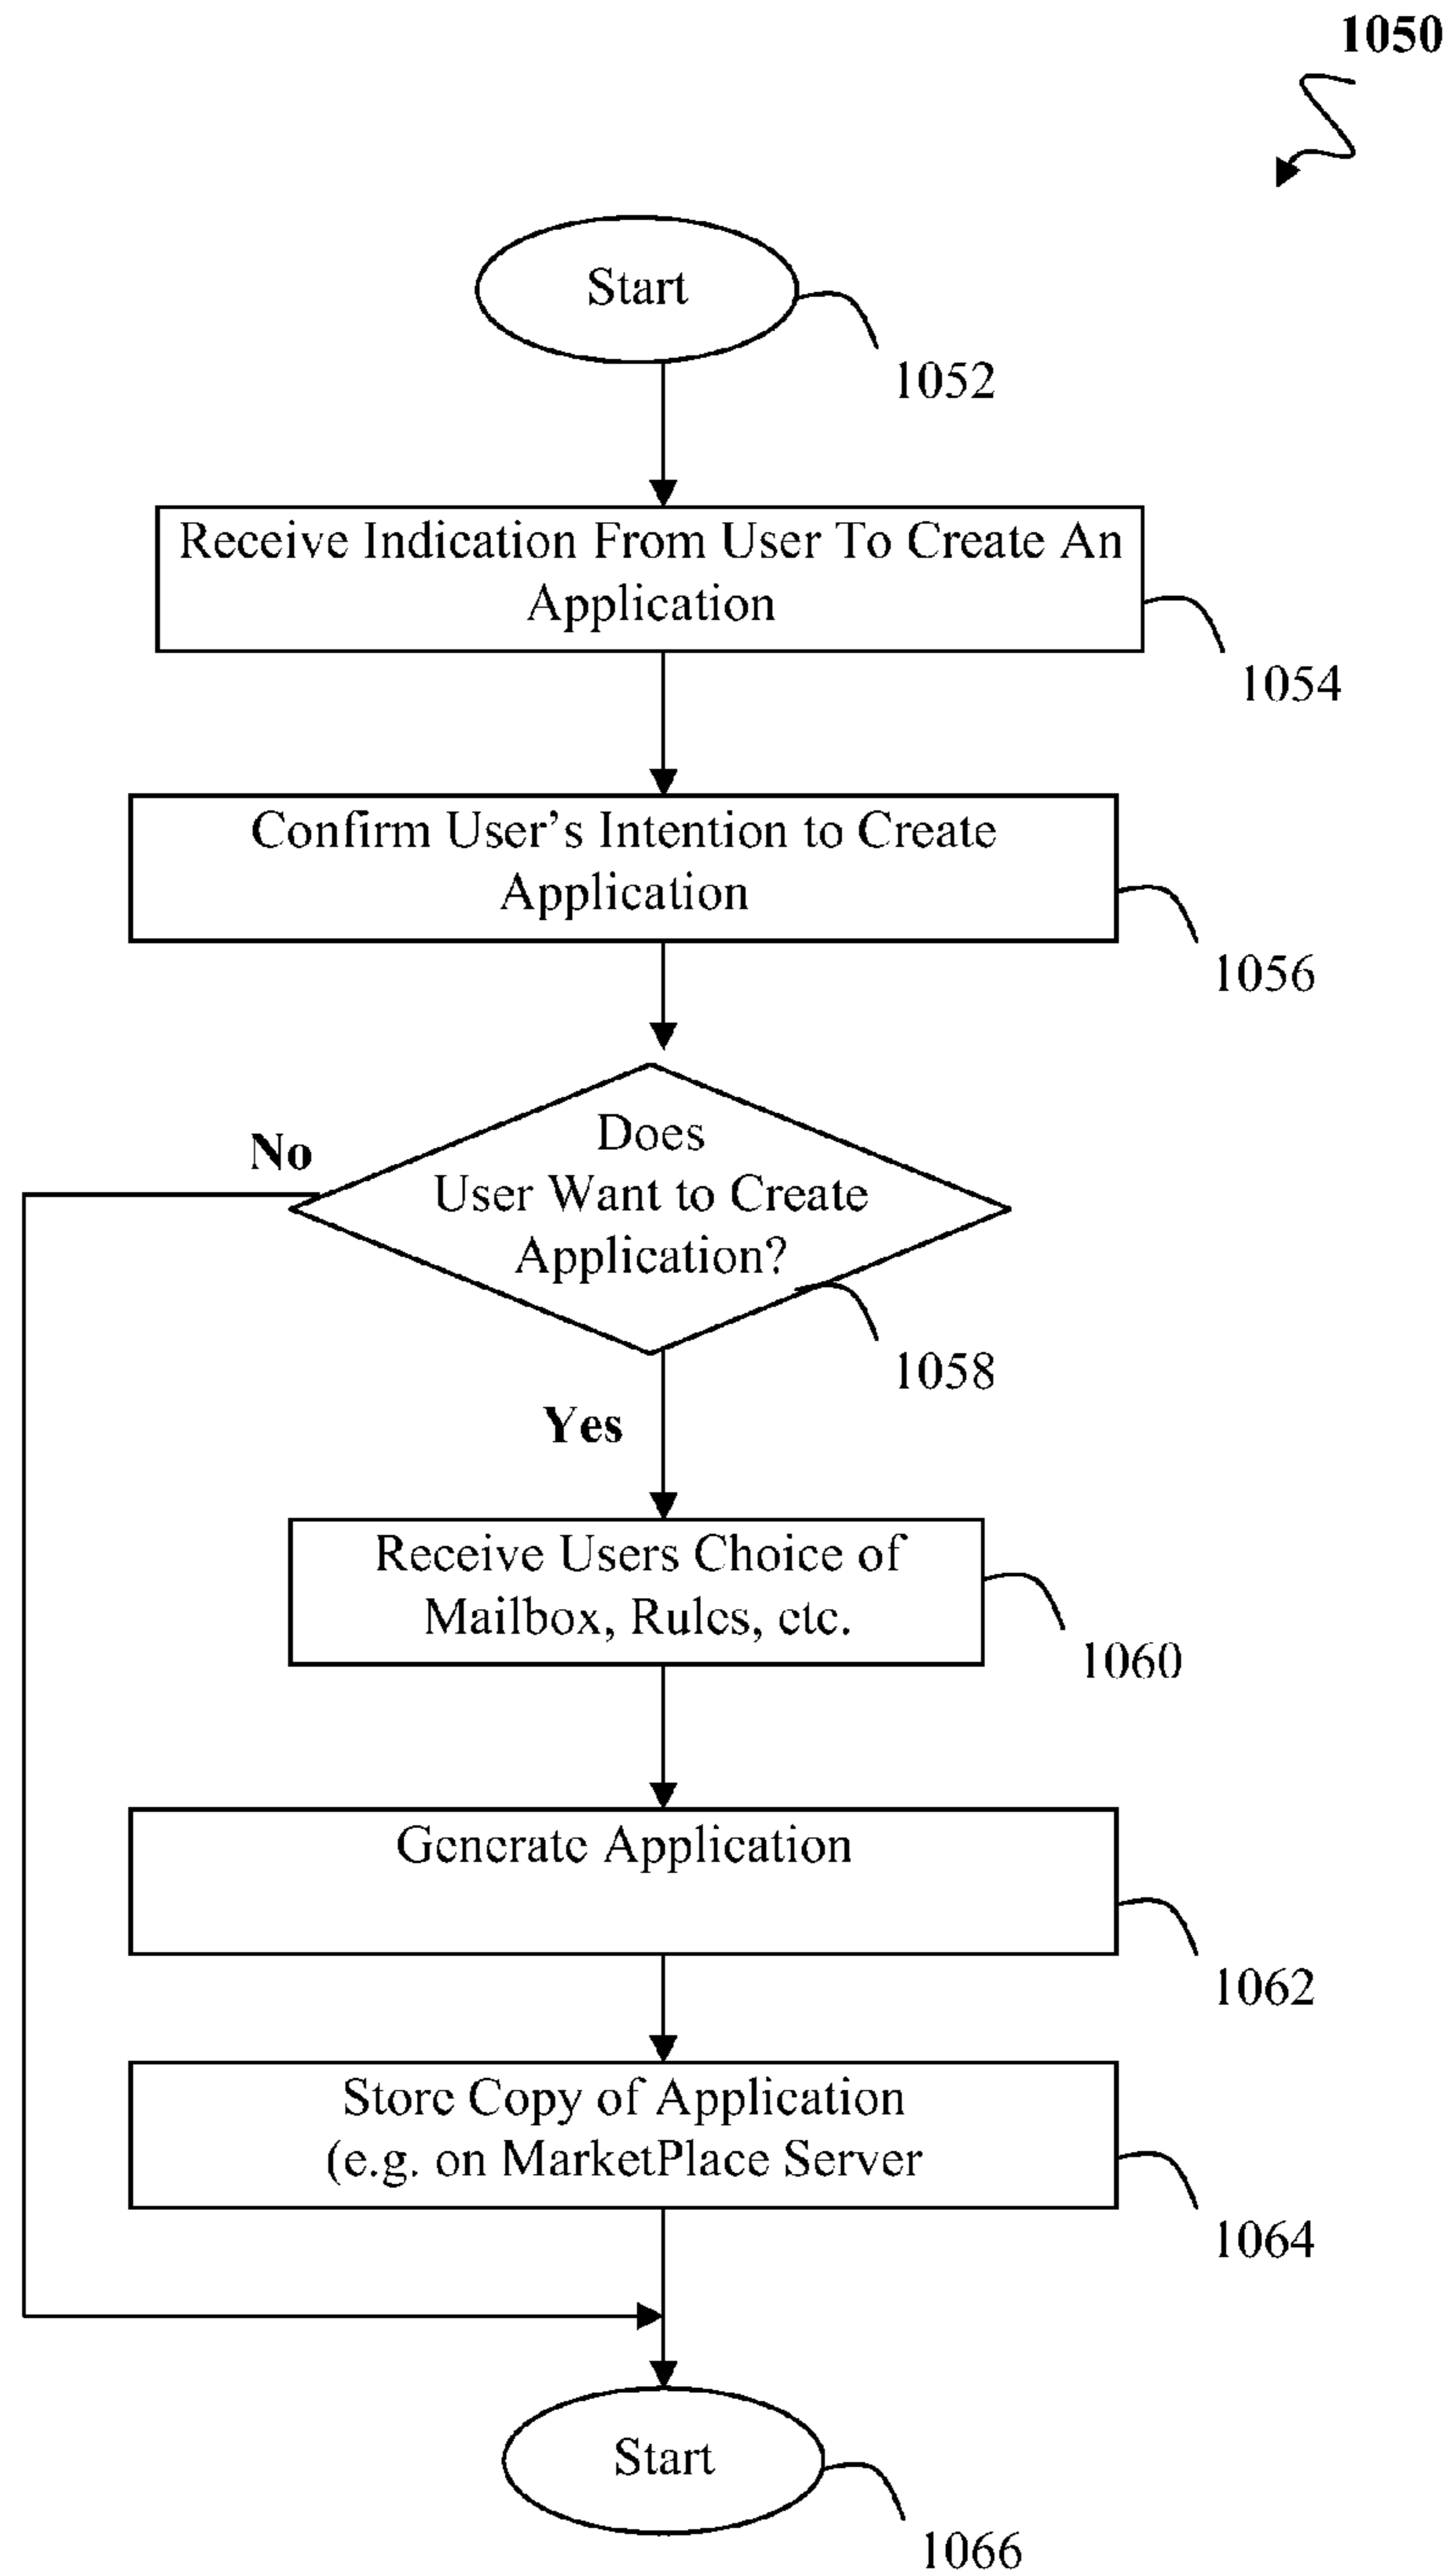 1050
Start
1052
Receive Indication From User To Create An
Application
1054
Confirm User's Intention to Create
Application
1056
Does
User Want to Create
Application?
No
1058
Yes
Receive Users Choice of
Mailbox, Rules, etc.
1060
Generate Application
1062
Store Copy of Application
(e.g. on MarketPlace Server
1064
Start
1066